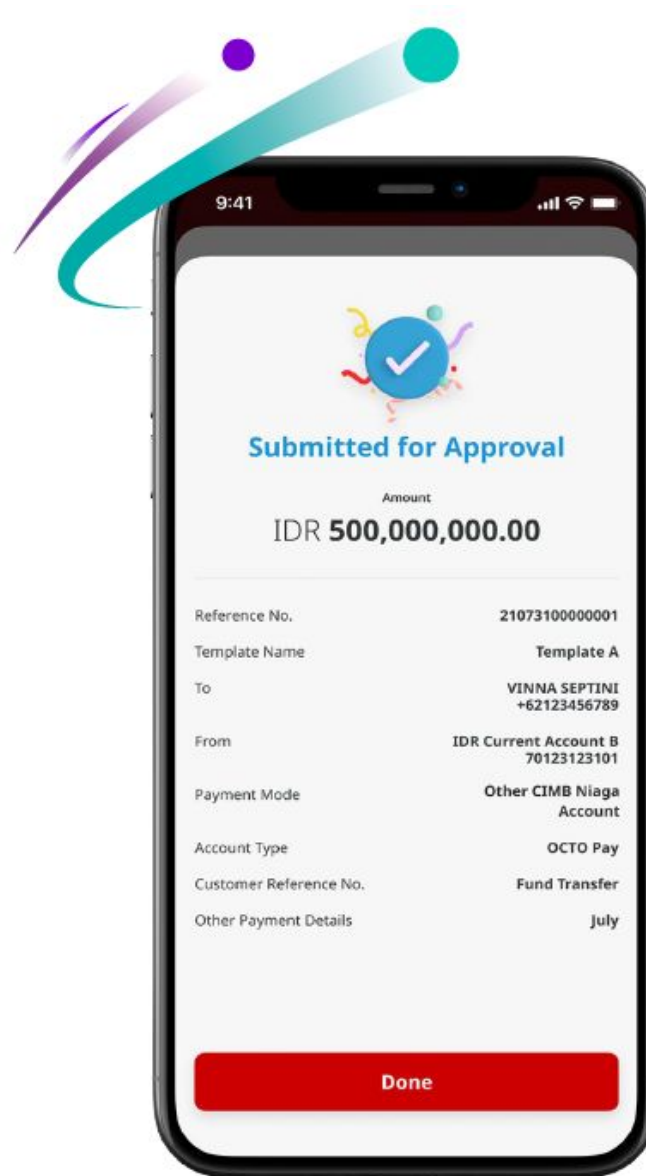 9:41
Submitted for Approval
Amount
IDR 500,000,000.00
Reference No. 21073100000001
Template Name Template A
To VINNA SEPTINI
+62123456789
From IDR Current Account B
70123123101
Payment Mode Other CIMB Niaga
Account
Account Type OCTO Pay
Customer Reference No. Fund Transfer
Other Payment Details July
Done